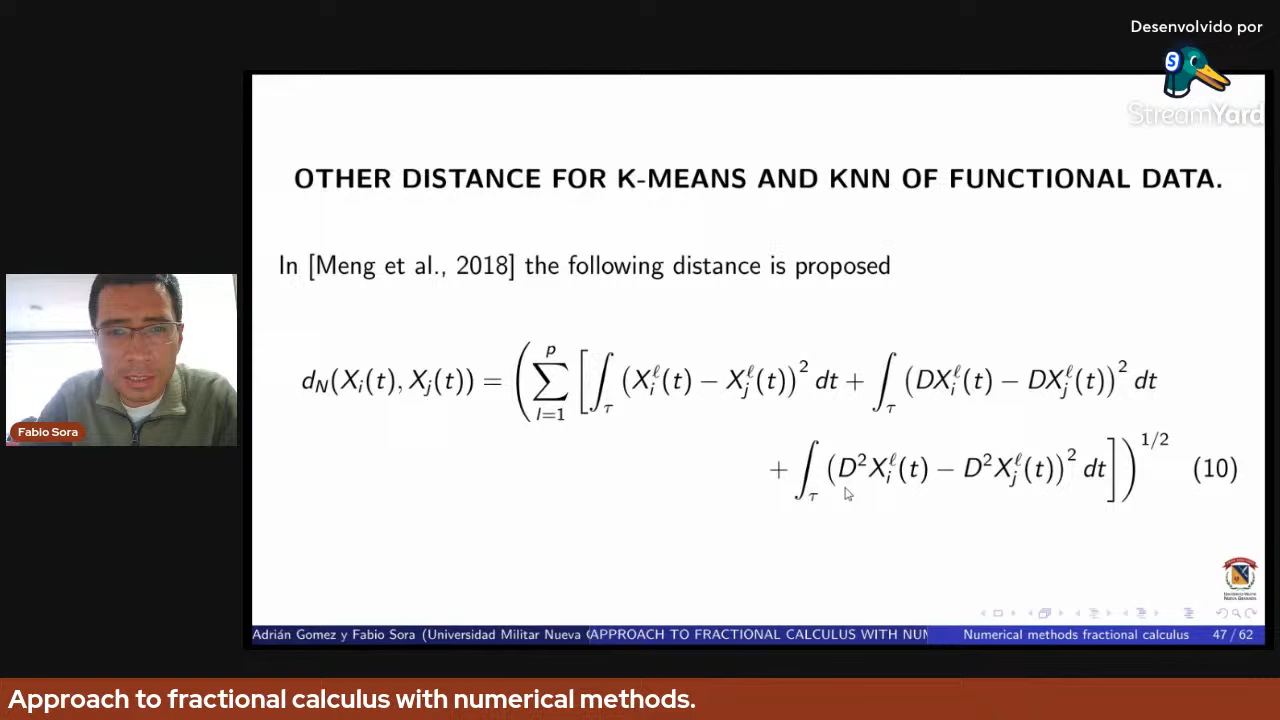 Desenvolvido por
StreamYard
OTHER DISTANCE FOR K-MEANS AND KNN OF FUNCTIONAL DATA.
In [Meng et al., 2018] the following distance is proposed
d_N(X_i(t), X_j(t)) = ( ∑_{l=1}^{p} [ ∫_τ (X_i^ℓ(t) − X_j^ℓ(t))^2 dt + ∫_τ (DX_i^ℓ(t) − DX_j^ℓ(t))^2 dt
+ ∫_τ (D^2X_i^ℓ(t) − D^2X_j^ℓ(t))^2 dt ] )^{1/2} (10)
Fabio Sora
Adrián Gomez y Fabio Sora (Universidad Militar Nueva APPROACH TO FRACTIONAL CALCULUS WITH NUM Numerical methods fractional calculus 47 / 62
Approach to fractional calculus with numerical methods.